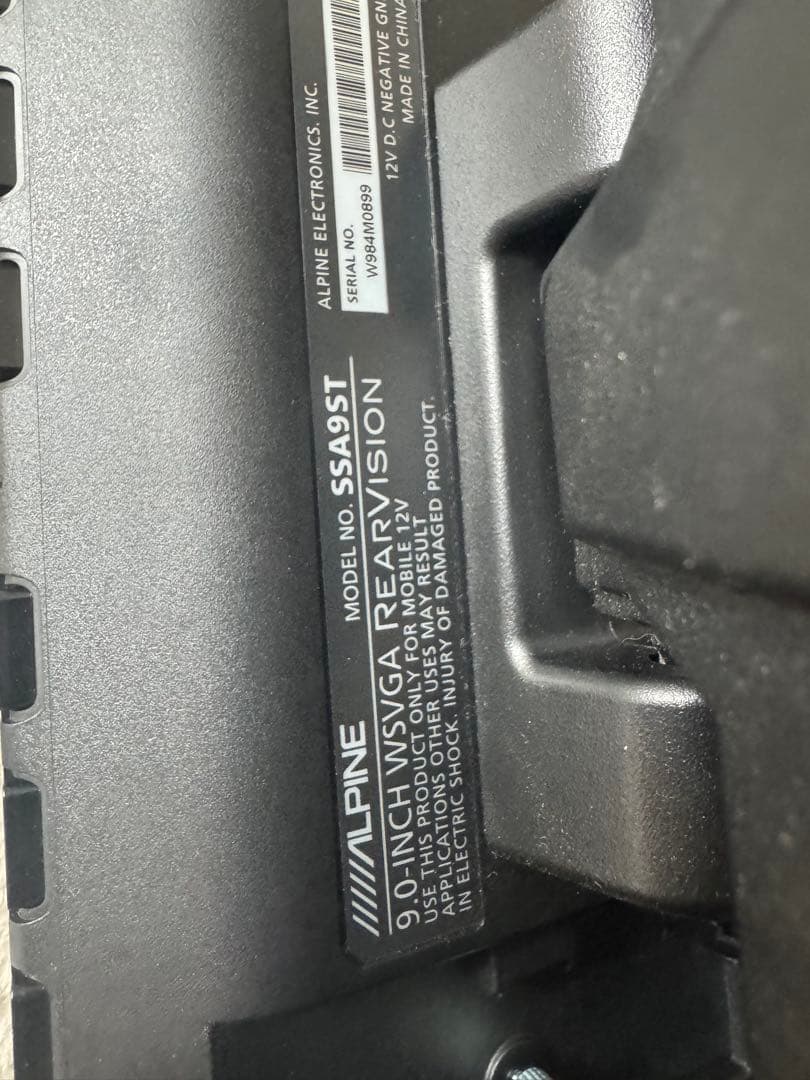 ALPINE
MODEL NO. SSA9ST
9.0-INCH WSVGA REARVISION
USE THIS PRODUCT ONLY FOR MOBILE 12V
APPLICATIONS OTHER USES MAY RESULT
IN ELECTRIC SHOCK. INJURY OF DAMAGED PRODUCT.
ALPINE ELECTRONICS. INC.
SERIAL NO.
W984M0899
12V D.C NEGATIVE GN
MADE IN CHINA